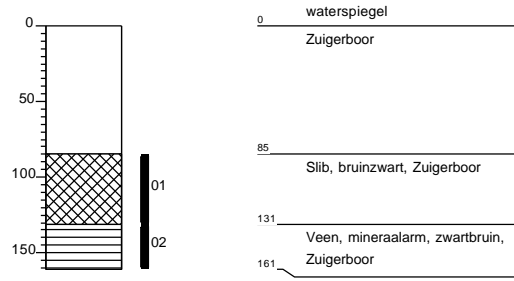 0
50
100
150
01
02
waterspiegel
0
Zuigerboor
85
Slib, bruinzwart, Zuigerboor
131
Veen, mineraalarm, zwartbruin,
Zuigerboor
161